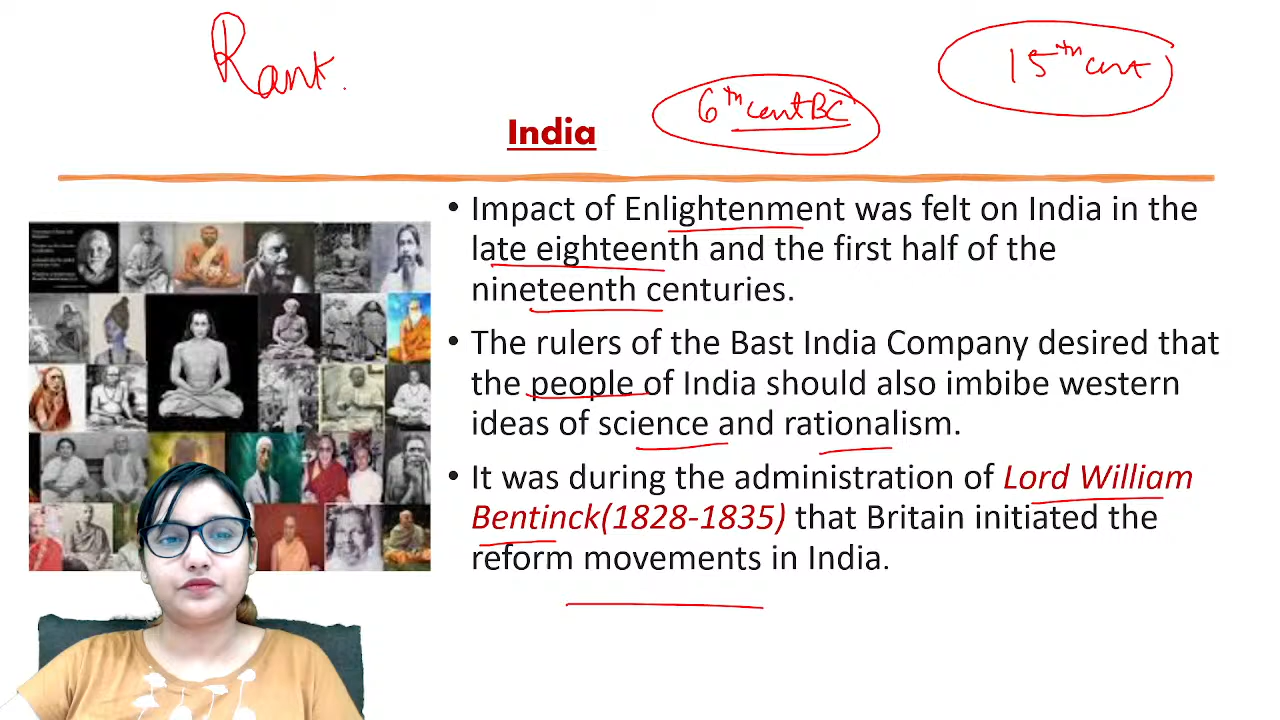 Rant.
15th cent
6th cent BC
India
• Impact of Enlightenment was felt on India in the
late eighteenth and the first half of the
nineteenth centuries.
• The rulers of the Bast India Company desired that
the people of India should also imbibe western
ideas of science and rationalism.
• It was during the administration of Lord William
Bentinck(1828-1835) that Britain initiated the
reform movements in India.